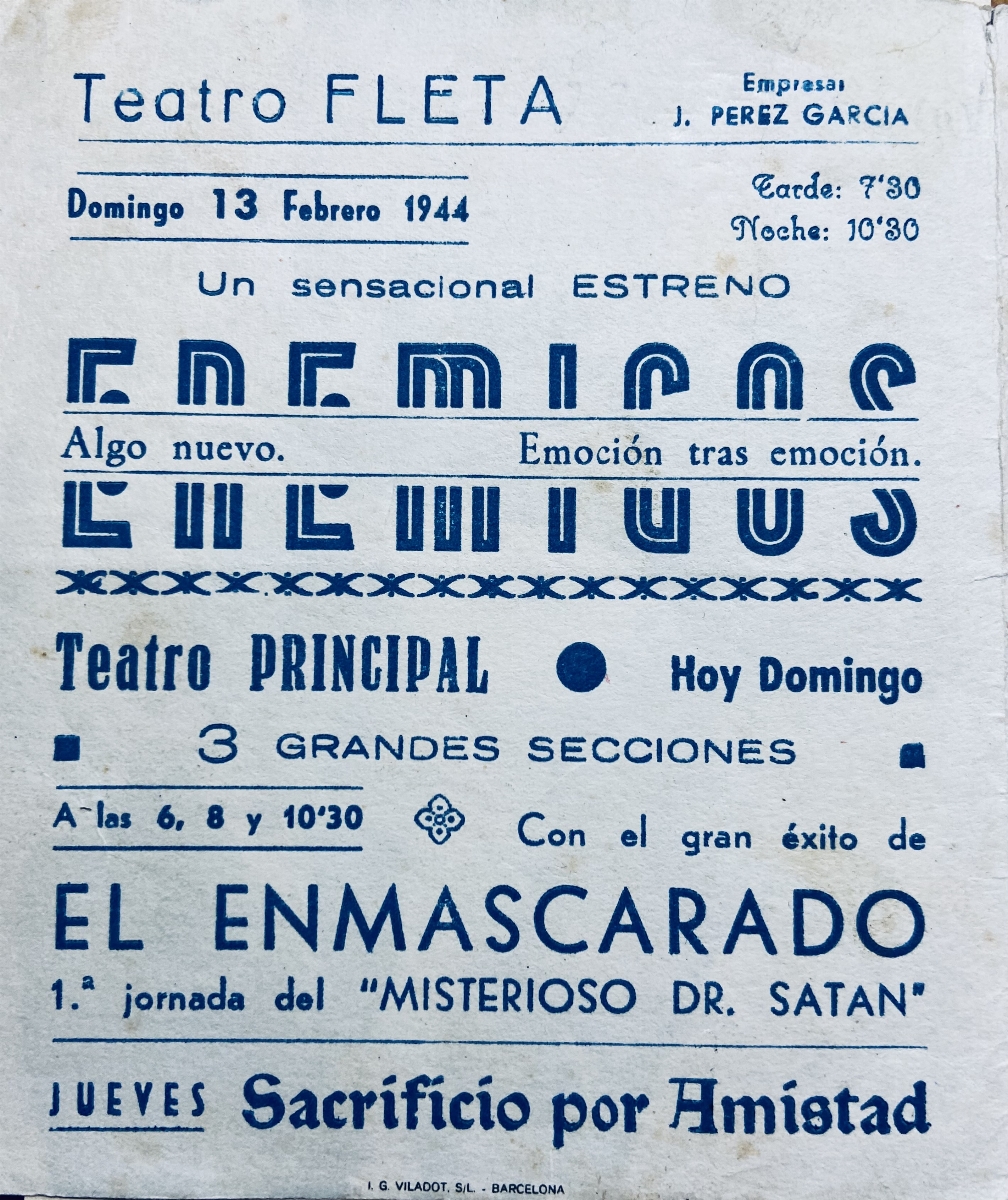 Teatro FLETA
Empresa:
J. PEREZ GARCIA
Domingo 13 Febrero 1944
Tarde: 7'30
Noche: 10'30
Un sensacional ESTRENO
ENEMIGOS
Algo nuevo. Emoción tras emoción.
Teatro PRINCIPAL Hoy Domingo
3 GRANDES SECCIONES
A las 6, 8 y 10'30
Con el gran éxito de
EL ENMASCARADO
1.ª jornada del "MISTERIOSO DR. SATAN"
JUEVES Sacrificio por Amistad
I. G. VILADOT. S/L. - BARCELONA